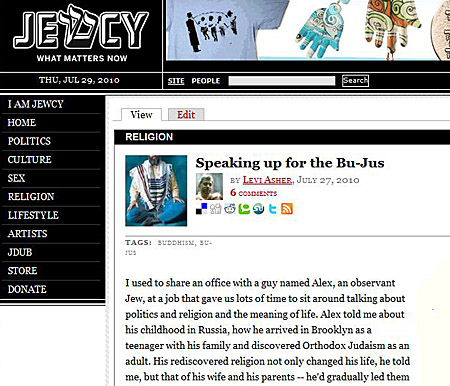 JEWCY
WHAT MATTERS NOW
THU, JUL 29, 2010
SITE PEOPLE Search
I AM JEWCY
HOME
POLITICS
CULTURE
SEX
RELIGION
LIFESTYLE
ARTISTS
JDUB
STORE
DONATE
View Edit
RELIGION
Speaking up for the Bu-Jus
BY LEVI ASHER, JULY 27, 2010
6 COMMENTS
TAGS: BUDDHISM, BU-
JUS
I used to share an office with a guy named Alex, an observant
Jew, at a job that gave us lots of time to sit around talking about
politics and religion and the meaning of life. Alex told me about
his childhood in Russia, how he arrived in Brooklyn as a
teenager with his family and discovered Orthodox Judaism as an
adult. His rediscovered religion not only changed his life, he told
me, but that of his wife and his parents -- he'd gradually led them